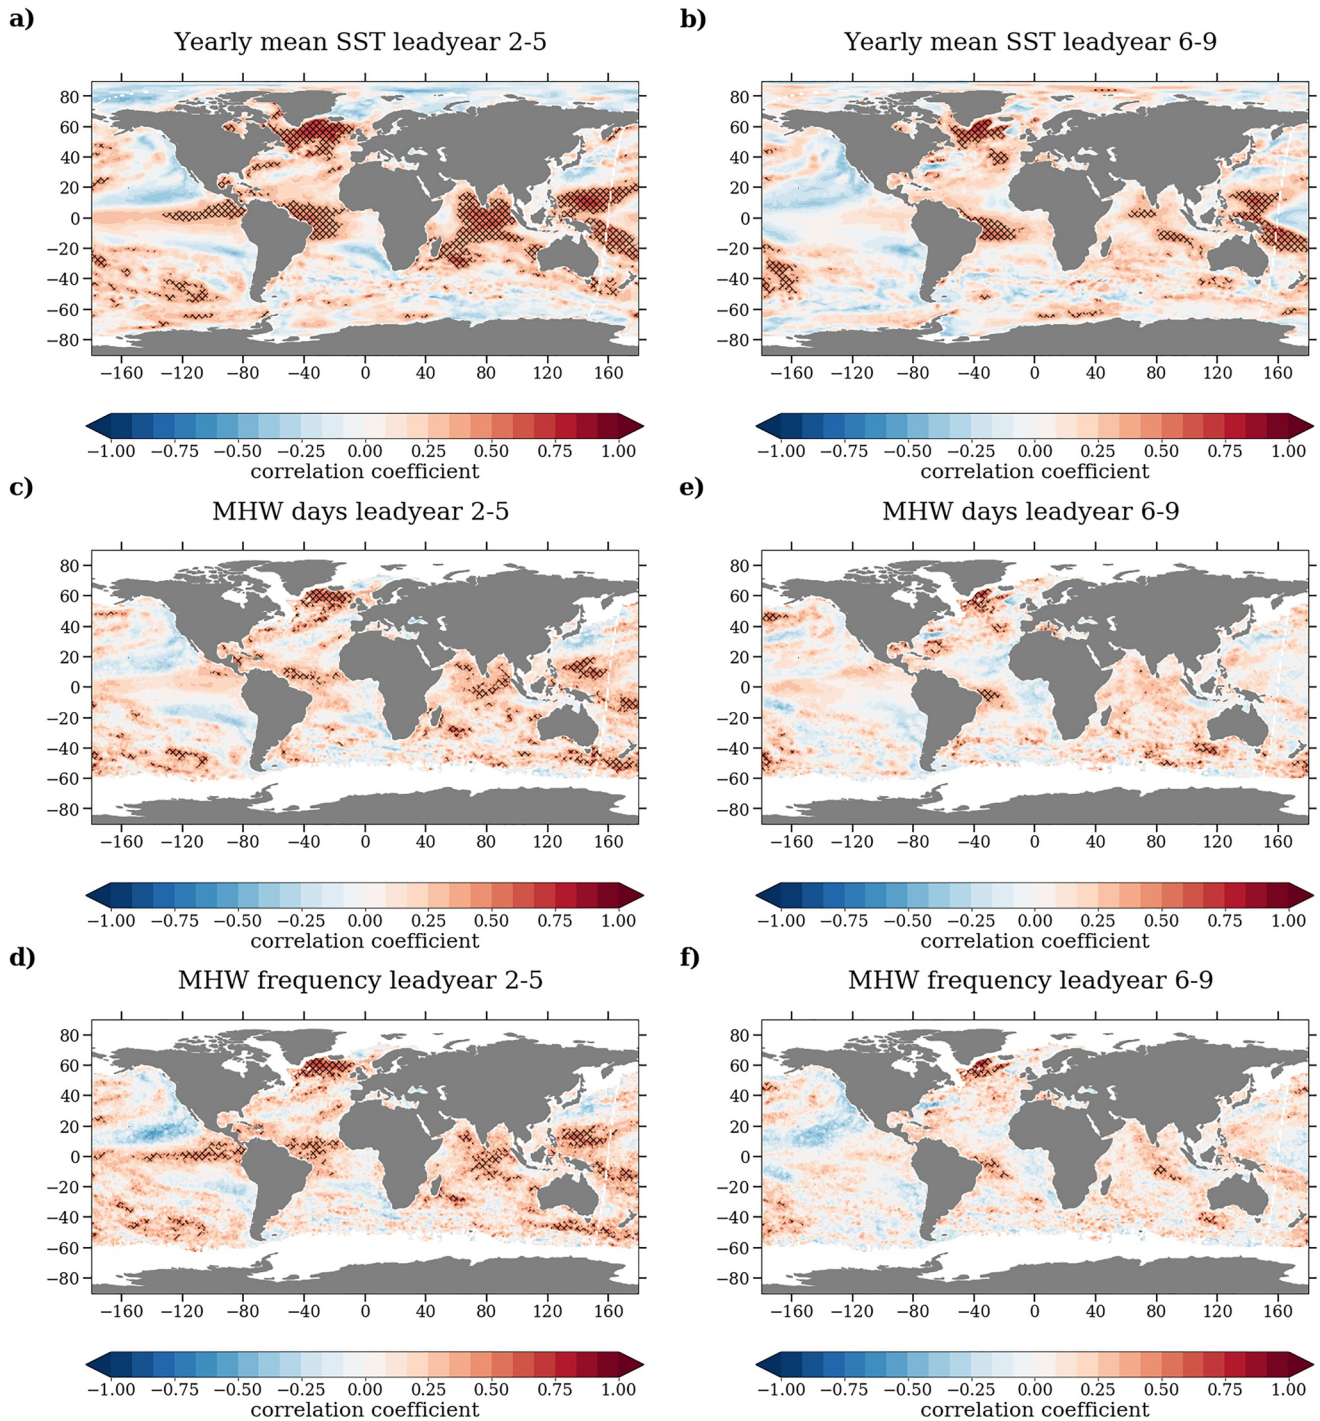 a)
Yearly mean SST leadyear 2-5
80
60
40
20
0
−20
−40
−60
−80
−160 −120 −80 −40 0 40 80 120 160
−1.00 −0.75 −0.50 −0.25 0.00 0.25 0.50 0.75 1.00
correlation coefficient
b)
Yearly mean SST leadyear 6-9
80
60
40
20
0
−20
−40
−60
−80
−160 −120 −80 −40 0 40 80 120 160
−1.00 −0.75 −0.50 −0.25 0.00 0.25 0.50 0.75 1.00
correlation coefficient
c)
MHW days leadyear 2-5
80
60
40
20
0
−20
−40
−60
−80
−160 −120 −80 −40 0 40 80 120 160
−1.00 −0.75 −0.50 −0.25 0.00 0.25 0.50 0.75 1.00
correlation coefficient
e)
MHW days leadyear 6-9
80
60
40
20
0
−20
−40
−60
−80
−160 −120 −80 −40 0 40 80 120 160
−1.00 −0.75 −0.50 −0.25 0.00 0.25 0.50 0.75 1.00
correlation coefficient
d)
MHW frequency leadyear 2-5
80
60
40
20
0
−20
−40
−60
−80
−160 −120 −80 −40 0 40 80 120 160
−1.00 −0.75 −0.50 −0.25 0.00 0.25 0.50 0.75 1.00
correlation coefficient
f)
MHW frequency leadyear 6-9
80
60
40
20
0
−20
−40
−60
−80
−160 −120 −80 −40 0 40 80 120 160
−1.00 −0.75 −0.50 −0.25 0.00 0.25 0.50 0.75 1.00
correlation coefficient